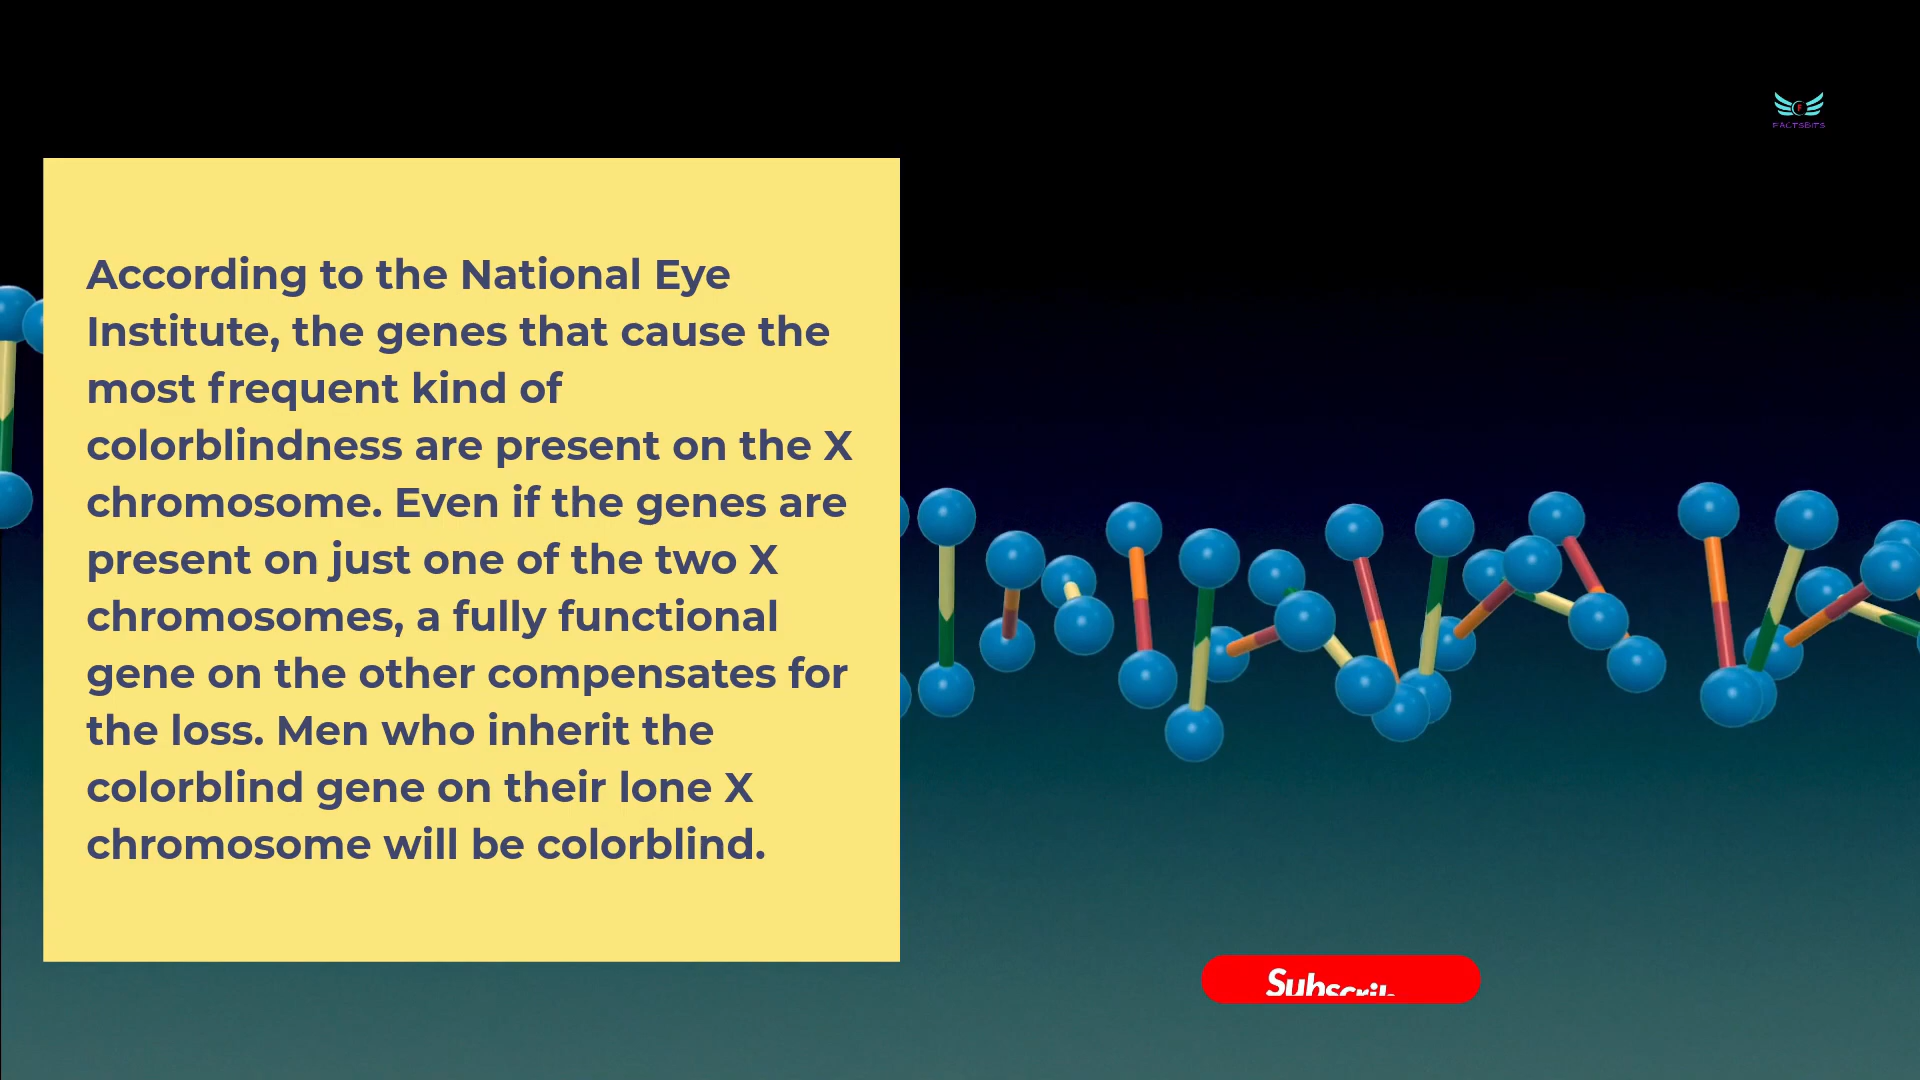 FACTSBITS
According to the National Eye
Institute, the genes that cause the
most frequent kind of
colorblindness are present on the X
chromosome. Even if the genes are
present on just one of the two X
chromosomes, a fully functional
gene on the other compensates for
the loss. Men who inherit the
colorblind gene on their lone X
chromosome will be colorblind.